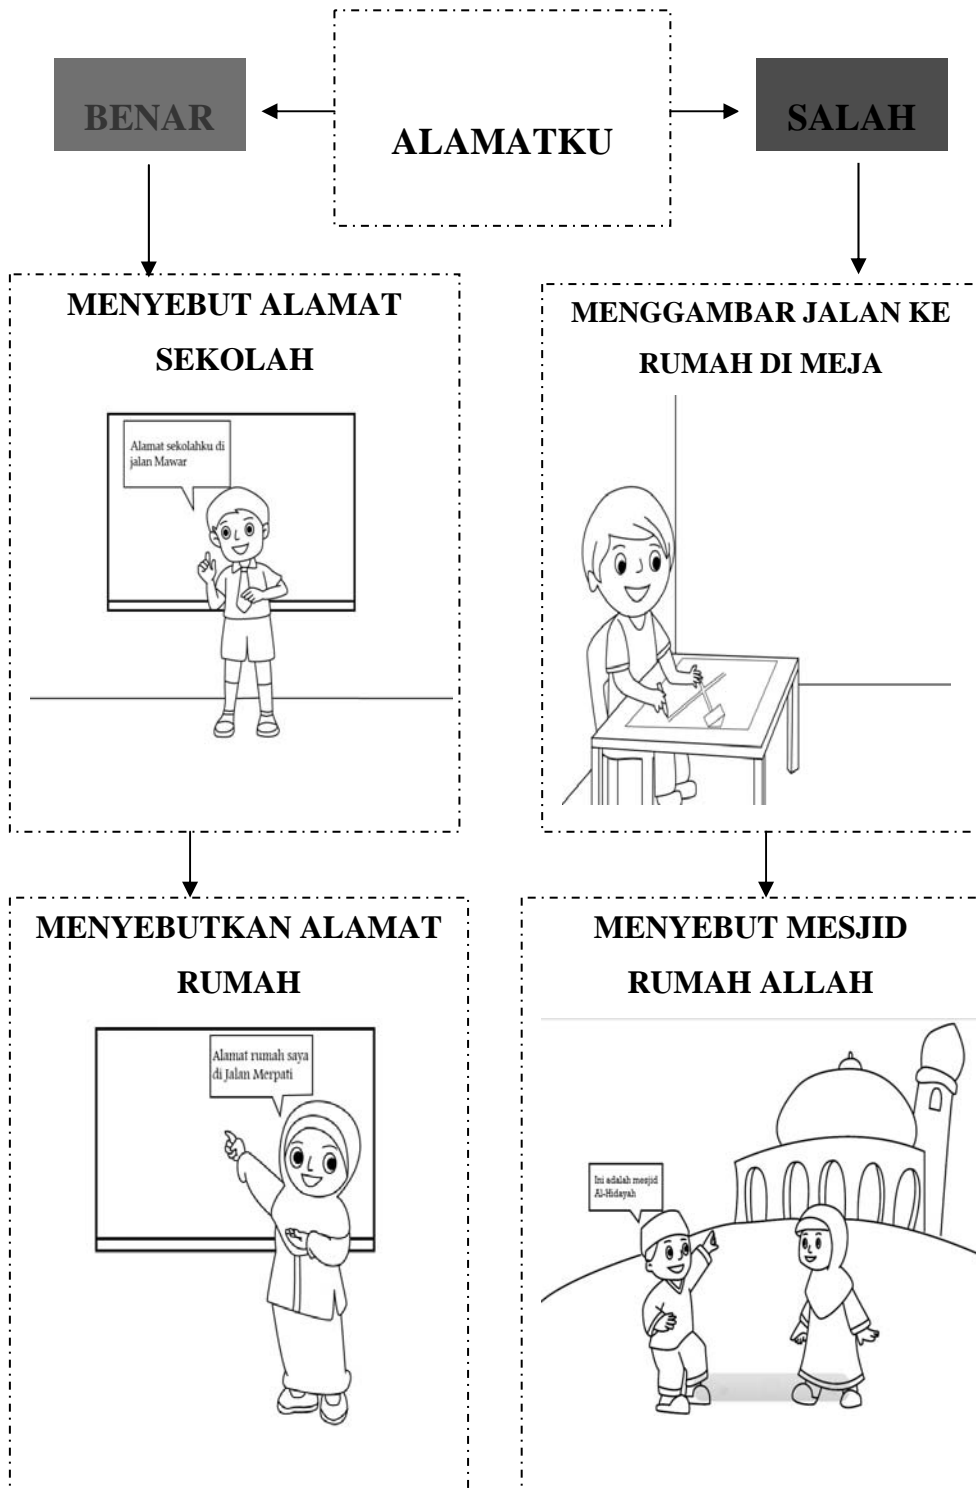 BENAR
ALAMATKU
SALAH
MENYEBUT ALAMAT
SEKOLAH
Alamat sekolahku di
jalan Mawar
MENGGAMBAR JALAN KE
RUMAH DI MEJA
MENYEBUTKAN ALAMAT
RUMAH
Alamat rumah saya
di Jalan Merpati
MENYEBUT MESJID
RUMAH ALLAH
Ini adalah mesjid
Al-Hidayah